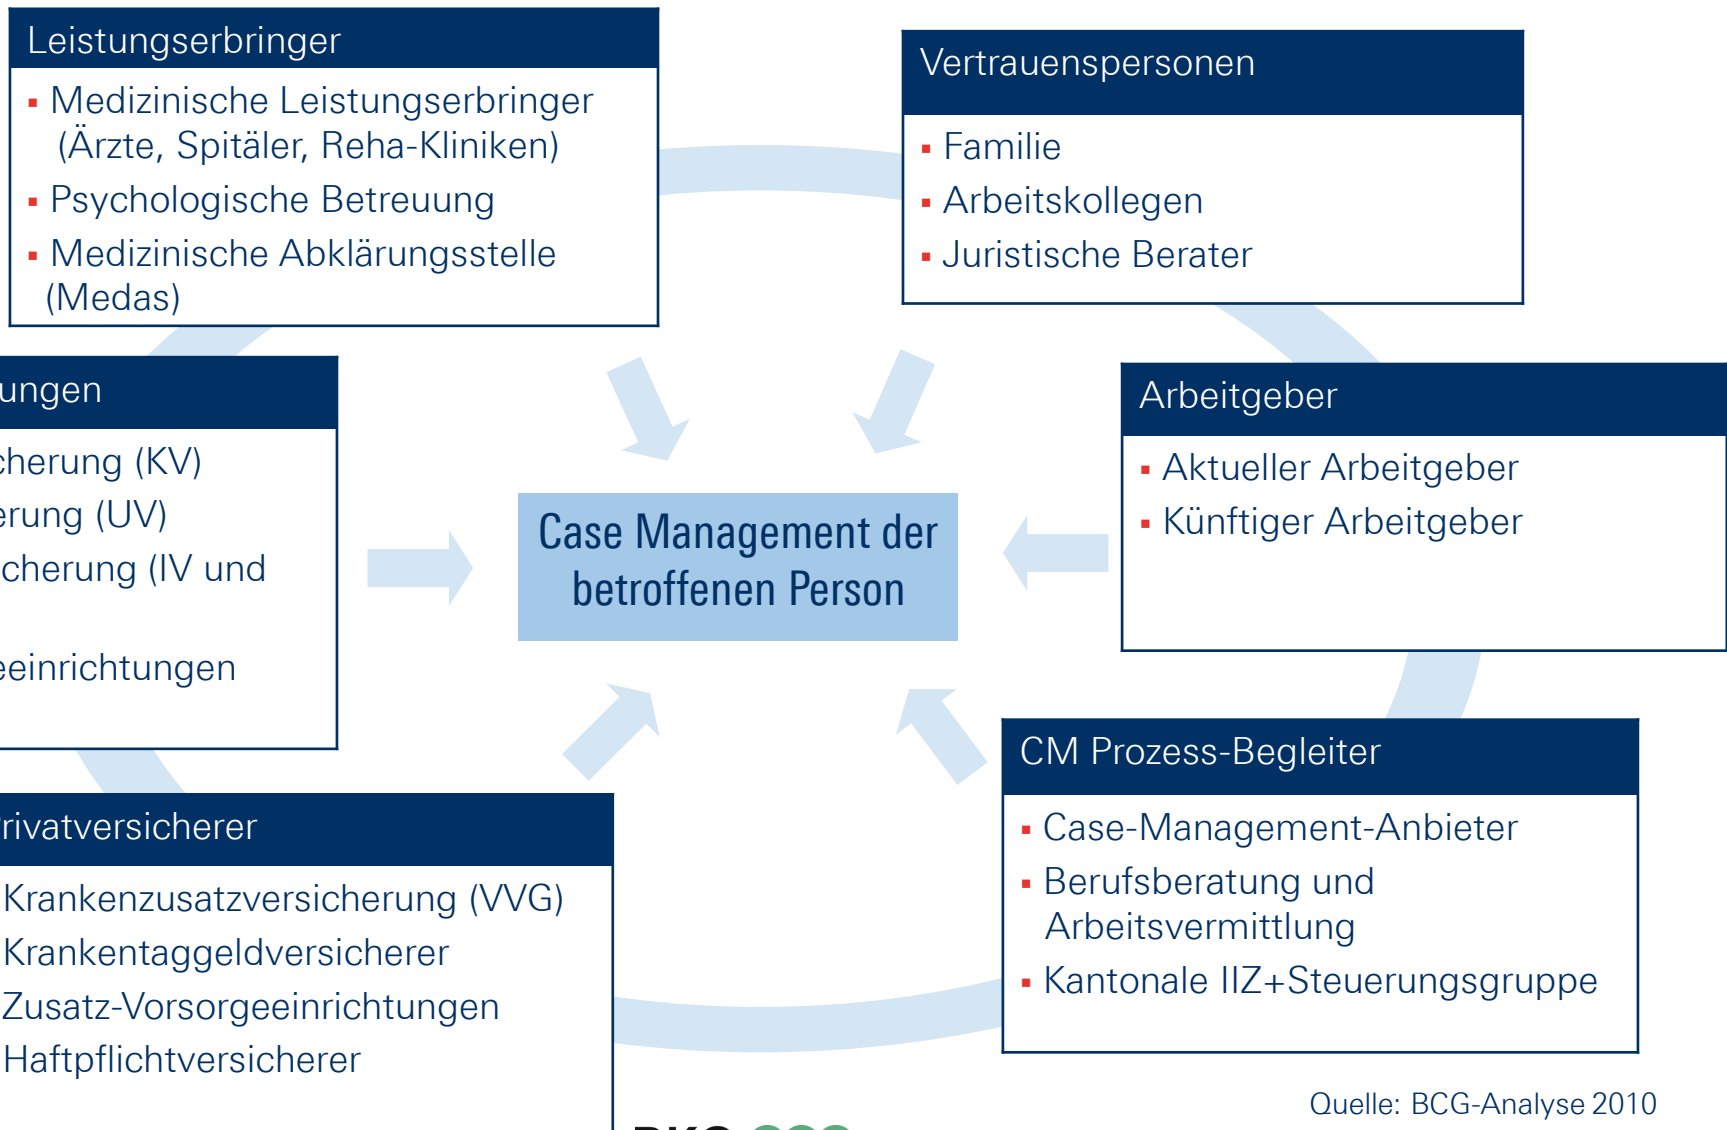 Leistungserbringer
▪ Medizinische Leistungserbringer
(Ärzte, Spitäler, Reha-Kliniken)
▪ Psychologische Betreuung
▪ Medizinische Abklärungsstelle
(Medas)
Vertrauenspersonen
▪ Familie
▪ Arbeitskollegen
▪ Juristische Berater
ungen
cherung (KV)
erung (UV)
cherung (IV und
eeinrichtungen
Case Management der
betroffenen Person
Arbeitgeber
▪ Aktueller Arbeitgeber
▪ Künftiger Arbeitgeber
Privatversicherer
Krankenzusatzversicherung (VVG)
Krankentaggeldversicherer
Zusatz-Vorsorgeeinrichtungen
Haftpflichtversicherer
CM Prozess-Begleiter
▪ Case-Management-Anbieter
▪ Berufsberatung und
Arbeitsvermittlung
▪ Kantonale IIZ+Steuerungsgruppe
Quelle: BCG-Analyse 2010